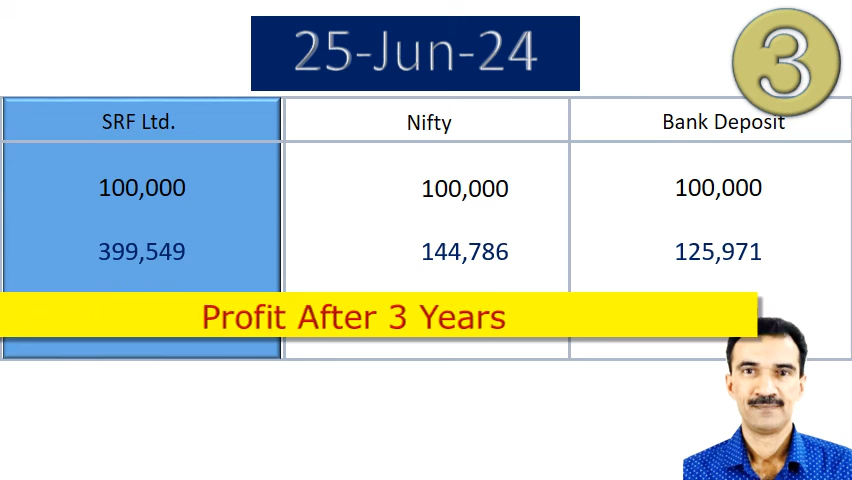 25-Jun-24
3
SRF Ltd. Nifty Bank Deposit
100,000 100,000 100,000
399,549 144,786 125,971
Profit After 3 Years